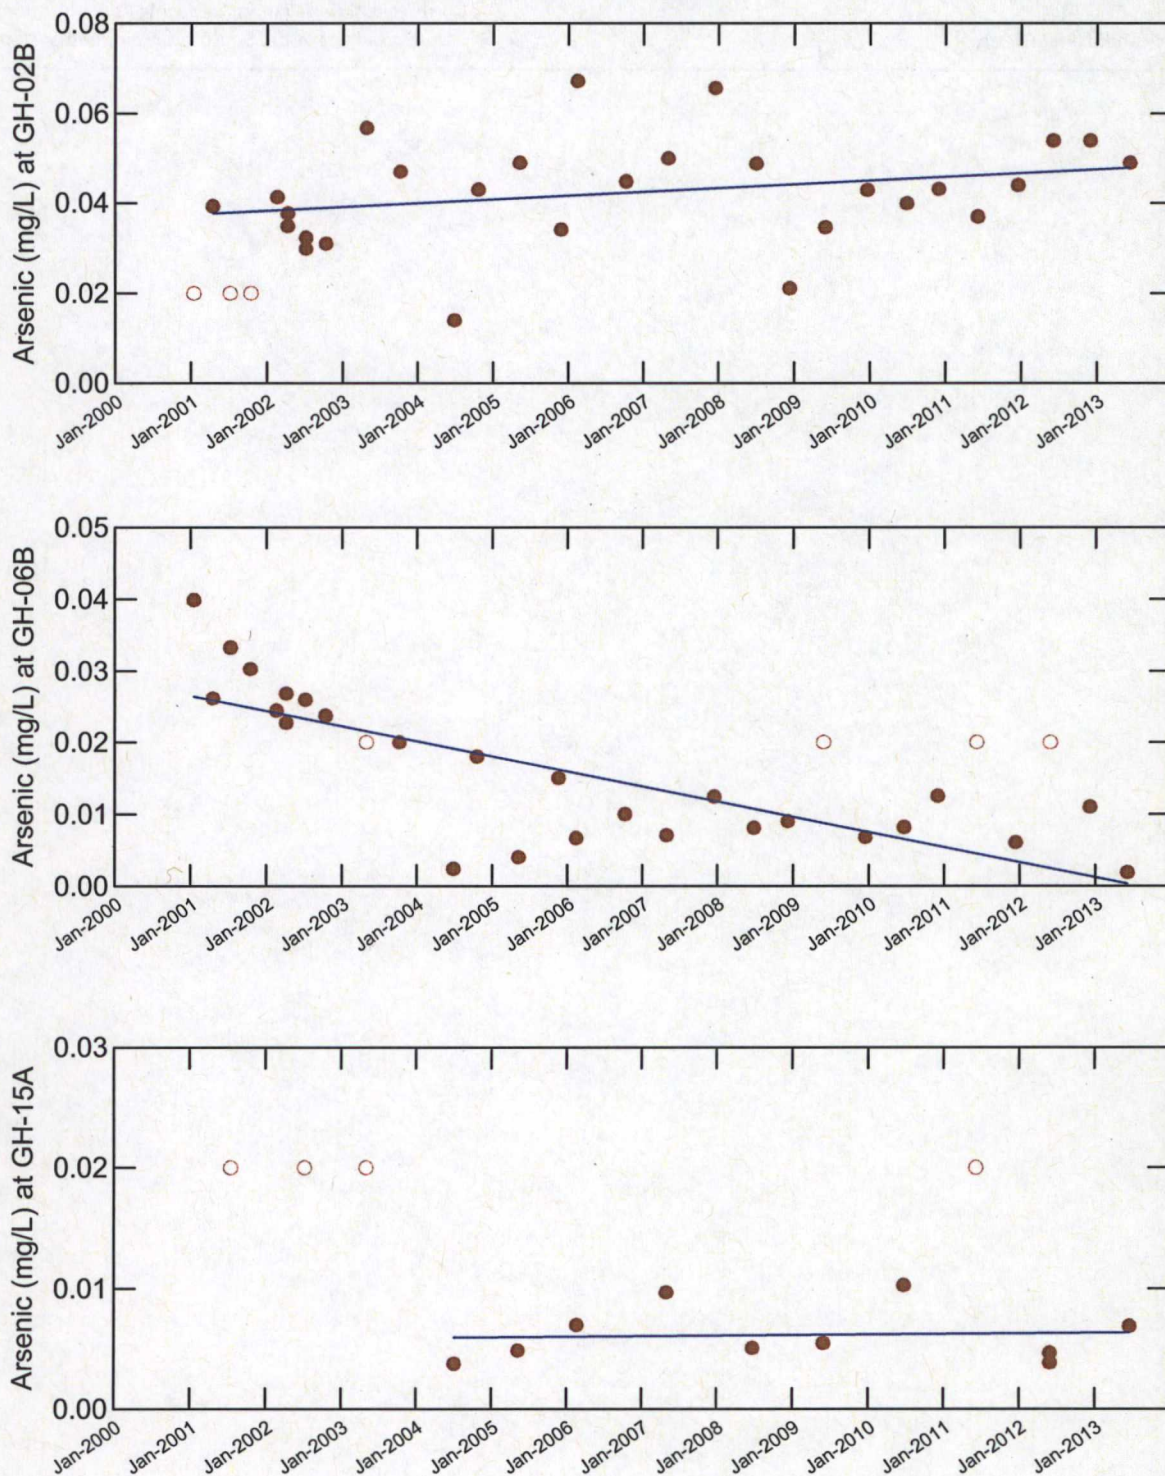 Arsenic (mg/L) at GH-02B
0.08
0.06
0.04
0.02
0.00
Jan-2000 Jan-2001 Jan-2002 Jan-2003 Jan-2004 Jan-2005 Jan-2006 Jan-2007 Jan-2008 Jan-2009 Jan-2010 Jan-2011 Jan-2012 Jan-2013
Arsenic (mg/L) at GH-06B
0.05
0.04
0.03
0.02
0.01
0.00
Jan-2000 Jan-2001 Jan-2002 Jan-2003 Jan-2004 Jan-2005 Jan-2006 Jan-2007 Jan-2008 Jan-2009 Jan-2010 Jan-2011 Jan-2012 Jan-2013
Arsenic (mg/L) at GH-15A
0.03
0.02
0.01
0.00
Jan-2000 Jan-2001 Jan-2002 Jan-2003 Jan-2004 Jan-2005 Jan-2006 Jan-2007 Jan-2008 Jan-2009 Jan-2010 Jan-2011 Jan-2012 Jan-2013